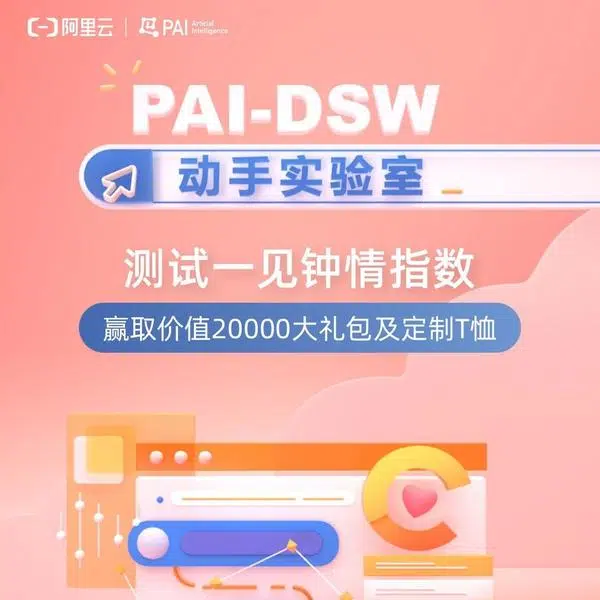 阿里云 PAI Articial Intelligence
PAI-DSW
动手实验室
测试一见钟情指数
赢取价值20000大礼包及定制T恤